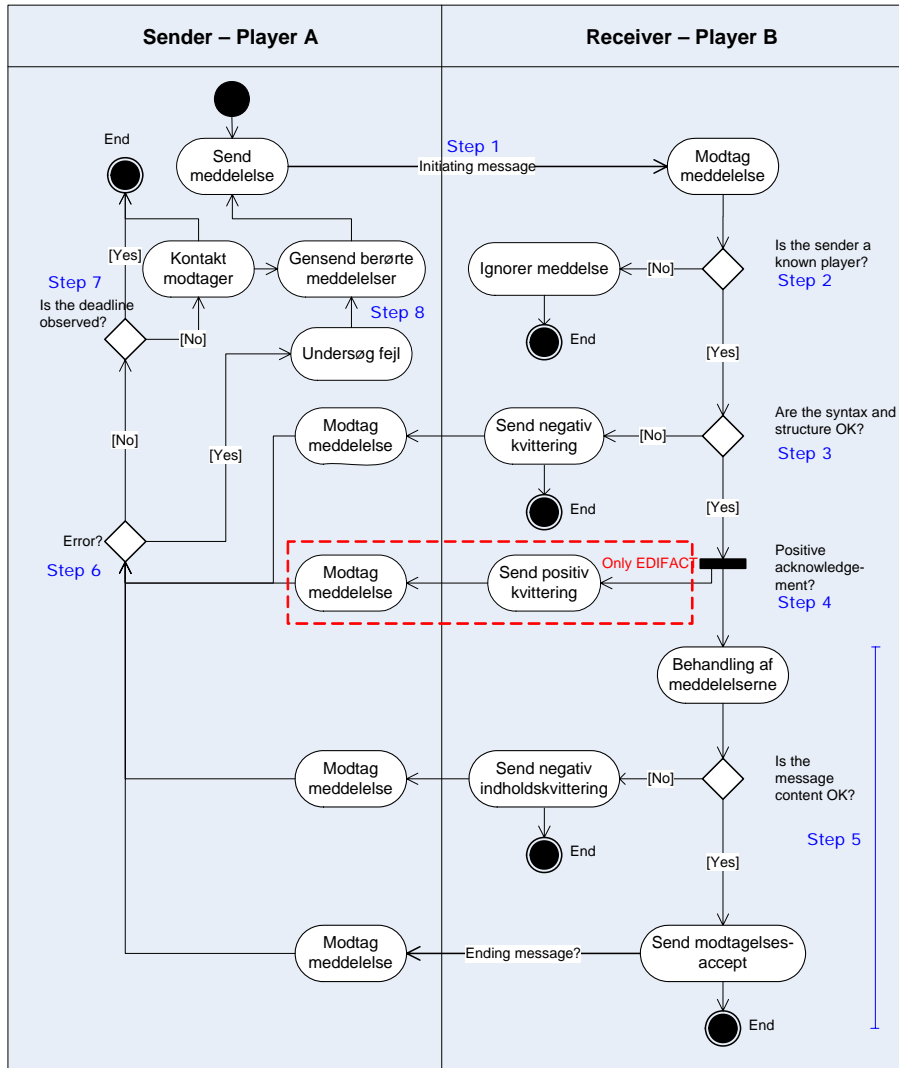 Sender – Player A
Receiver – Player B
Step 1
Initiating message
End
Send
meddelelse
Modtag
meddelelse
[Yes]
Kontakt
modtager
Gensend berørte
meddelelser
Ignorer meddelse
[No]
Is the sender a
known player?
Step 2
Step 7
Is the deadline
observed?
[No]
Step 8
Undersøg fejl
End
[Yes]
[No]
[Yes]
Modtag
meddelelse
Send negativ
kvittering
[No]
Are the syntax and
structure OK?
Step 3
End
[Yes]
Error?
Step 6
Only EDIFACT
Modtag
meddelelse
Send positiv
kvittering
Positive
acknowledge-
ment?
Step 4
Behandling af
meddelelserne
Modtag
meddelelse
Send negativ
indholdskvittering
[No]
Is the
message
content OK?
Step 5
End
[Yes]
Modtag
meddelelse
Ending message?
Send modtagelses-
accept
End